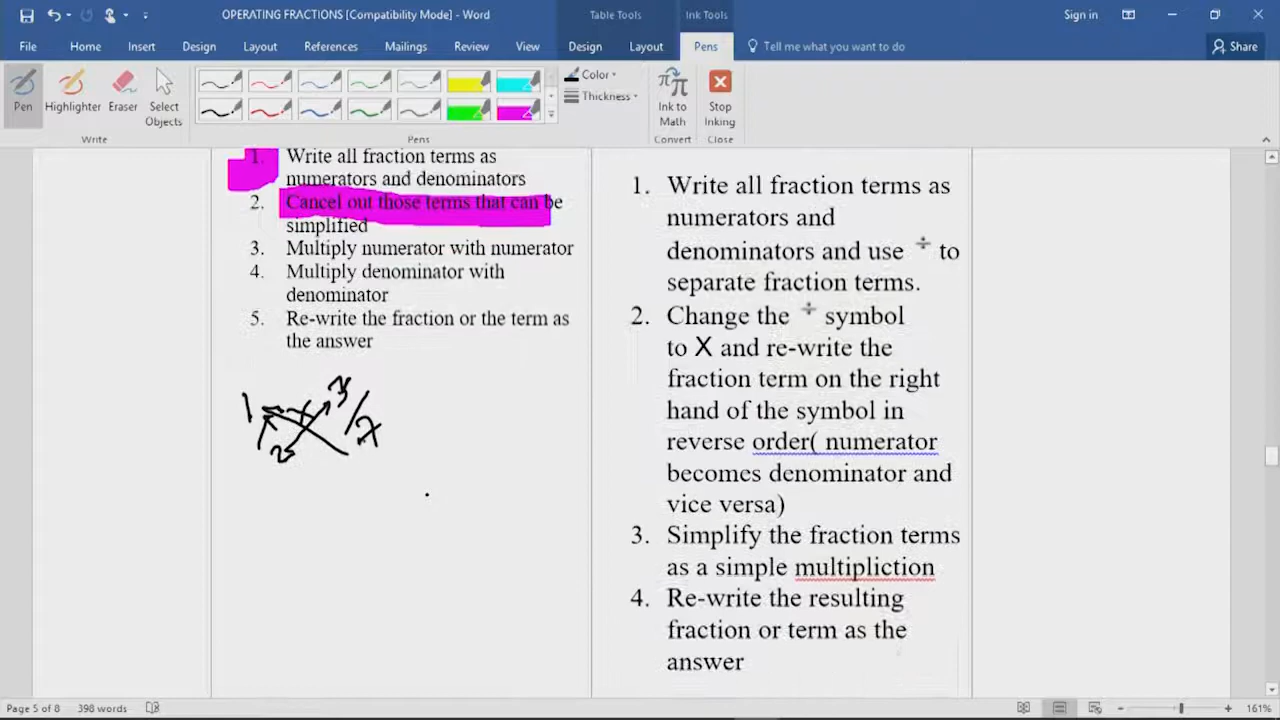 OPERATING FRACTIONS [Compatibility Mode] - Word
Table Tools
Ink Tools
Sign in
File
Home
Insert
Design
Layout
References
Mailings
Review
View
Design
Layout
Pens
Tell me what you want to do
Share
Pen
Highlighter
Eraser
Select
Objects
Color
Thickness
Ink to
Math
Stop
Inking
Write
Pens
Convert
Close
1. Write all fraction terms as
numerators and denominators
2. Cancel out those terms that can be
simplified
3. Multiply numerator with numerator
4. Multiply denominator with
denominator
5. Re-write the fraction or the term as
the answer
1. Write all fraction terms as
numerators and
denominators and use ÷ to
separate fraction terms.
2. Change the ÷ symbol
to X and re-write the
fraction term on the right
hand of the symbol in
reverse order( numerator
becomes denominator and
vice versa)
3. Simplify the fraction terms
as a simple multipliction
4. Re-write the resulting
fraction or term as the
answer
Page 5 of 8
398 words
161%